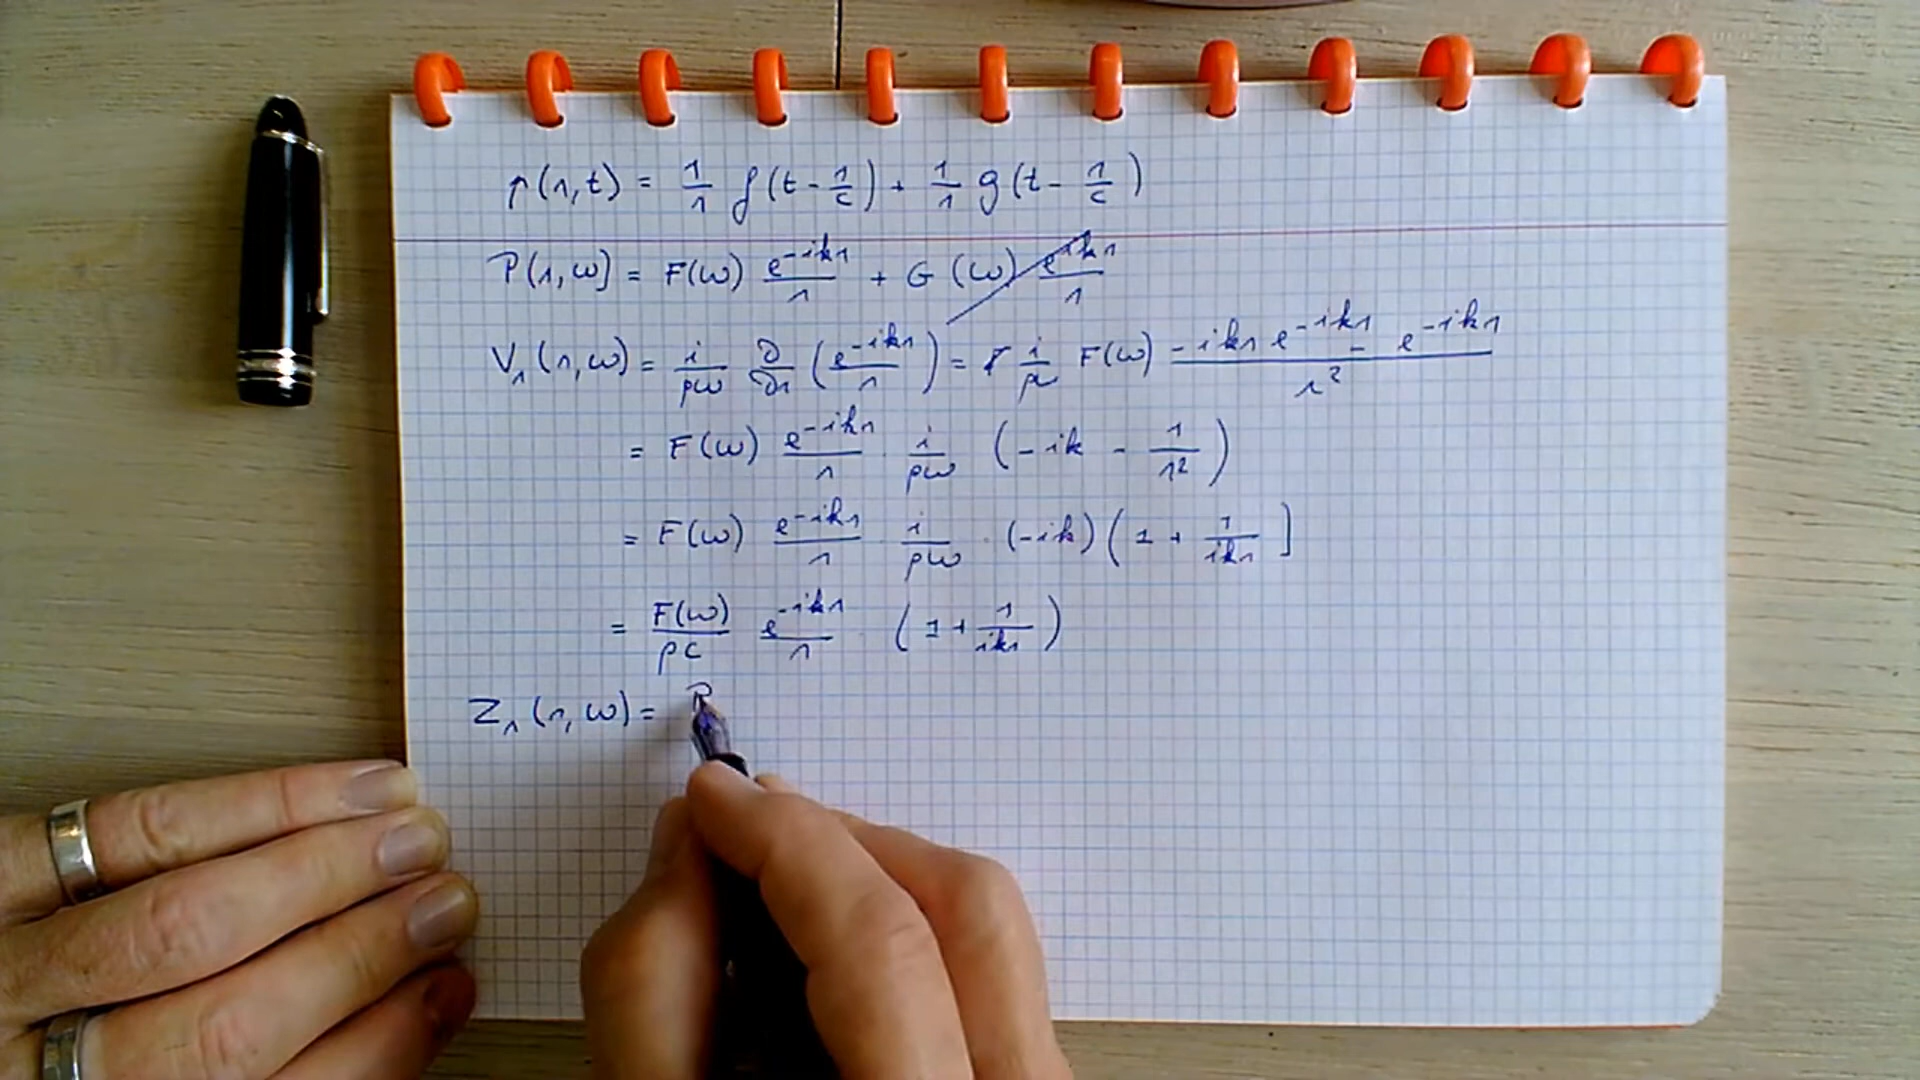 p(r,t) = 1/r f(t - r/c) + 1/r g(t - r/c)
P(r,ω) = F(ω) e^{-ikr}/r + G(ω) e^{ikr}/r
V_r(r,ω) = i/ρω ∂/∂r (e^{-ikr}/r) = i/ρ F(ω) (-ikr e^{-ikr} - e^{-ikr})/r²
= F(ω) e^{-ikr}/r · i/ρω (-ik - 1/r²)
= F(ω) e^{-ikr}/r · i/ρω · (-ik)(1 + 1/ikr]
= F(ω)/ρc e^{-ikr}/r · (1 + 1/ikr)
Z_r(r,ω) = P